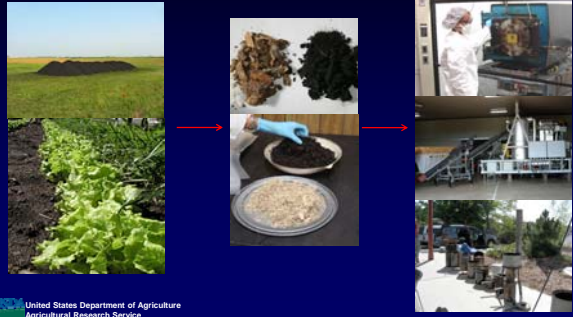 United States Department of Agriculture
Agricultural Research Service